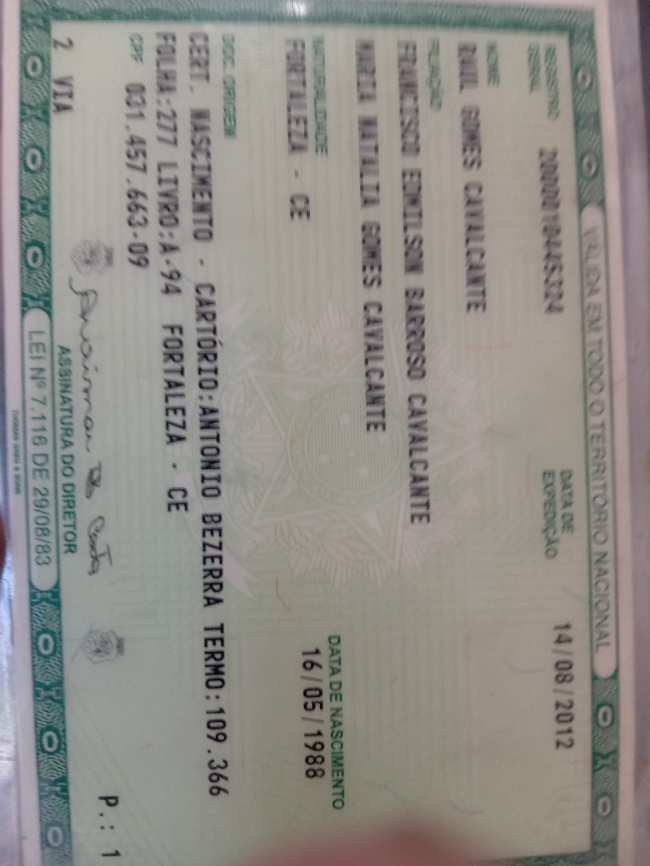 VÁLIDA EM TODO O TERRITÓRIO NACIONAL
REGISTRO GERAL 2000010445324 DATA DE EXPEDIÇÃO 14/08/2012
NOME
RAUL GOMES CAVALCANTE
FILIAÇÃO
FRANCISCO EDMILSON BARROSO CAVALCANTE
MARIA NATALIA GOMES CAVALCANTE
NATURALIDADE DATA DE NASCIMENTO
FORTALEZA - CE 16/05/1988
DOC. ORIGEM
CERT. NASCIMENTO - CARTÓRIO:ANTONIO BEZERRA TERMO:109.366
FOLHA:277 LIVRO:A-94 FORTALEZA - CE
CPF 031.457.663-09
2 VIA P.: 1
ASSINATURA DO DIRETOR
LEI Nº 7.116 DE 29/08/83